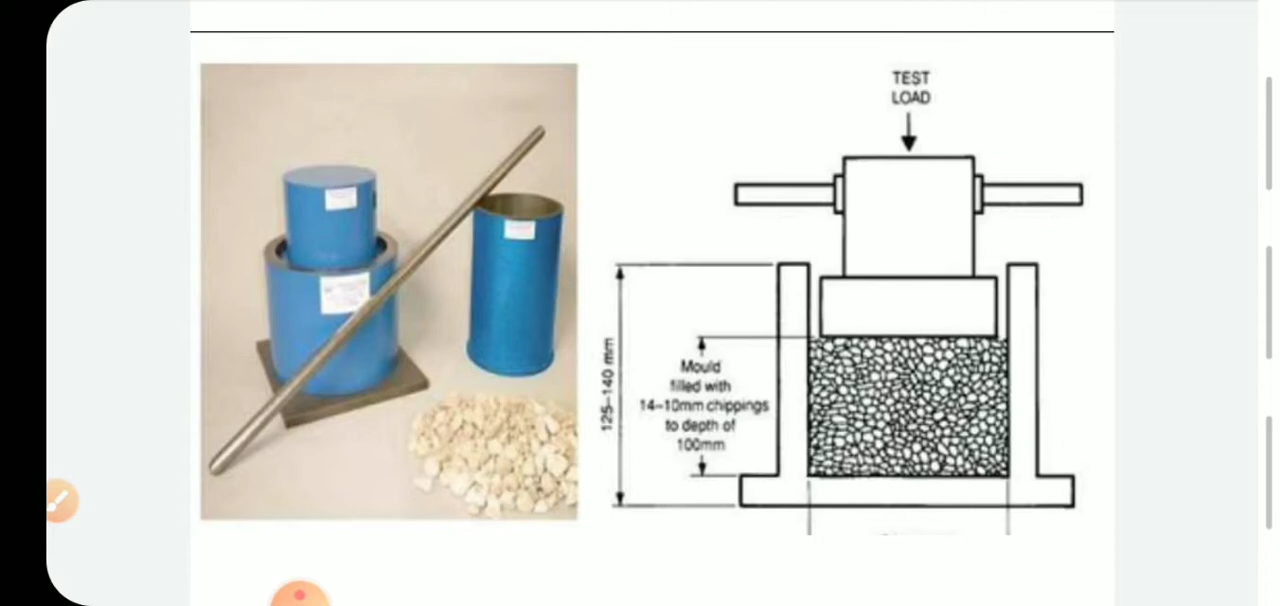 TEST
LOAD
125–140 mm
Mould
filled with
14–10mm chippings
to depth of
100mm